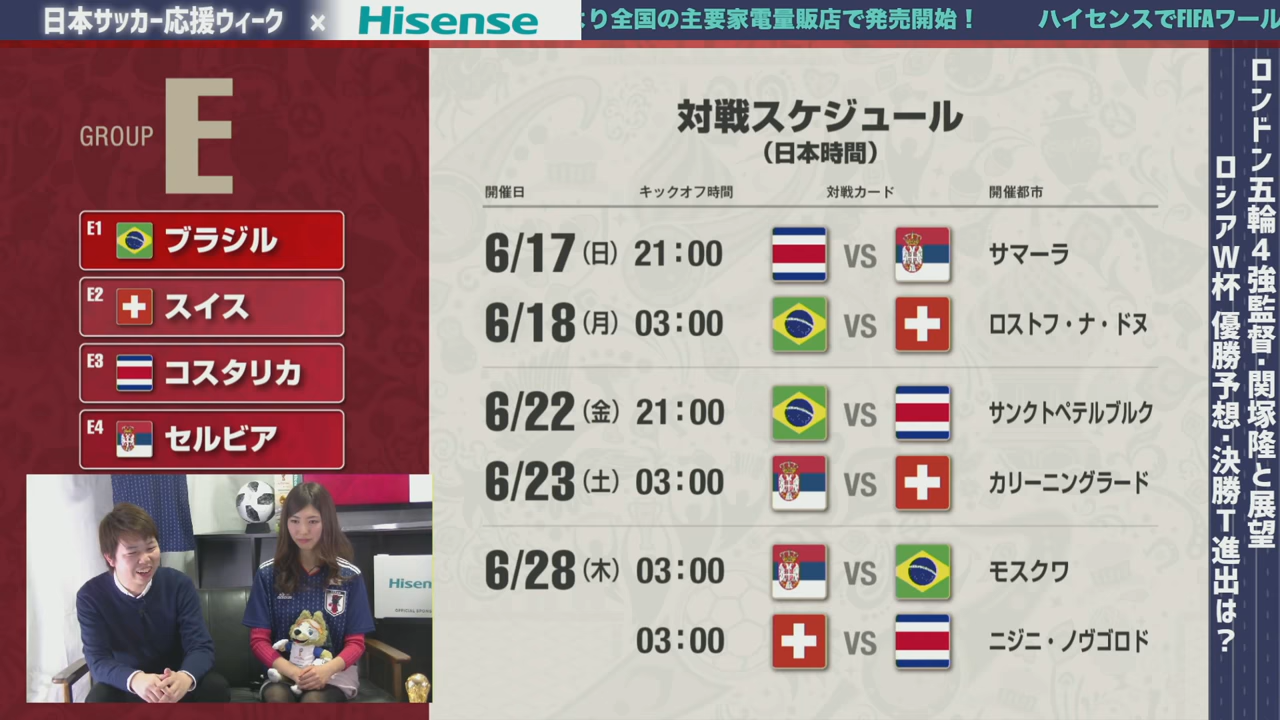 日本サッカー応援ウィーク × Hisense
より全国の主要家電量販店で発売開始！ ハイセンスでFIFAワール
GROUP E
E1 ブラジル
E2 スイス
E3 コスタリカ
E4 セルビア
対戦スケジュール
（日本時間）
開催日 キックオフ時間 対戦カード 開催都市
6/17（日） 21:00 VS サマーラ
6/18（月） 03:00 VS ロストフ・ナ・ドヌ
6/22（金） 21:00 VS サンクトペテルブルク
6/23（土） 03:00 VS カリーニングラード
6/28（木） 03:00 VS モスクワ
03:00 VS ニジニ・ノヴゴロド
ロンドン五輪4強監督・関塚隆と展望
ロシアW杯 優勝予想・決勝T進出は？
Hisen